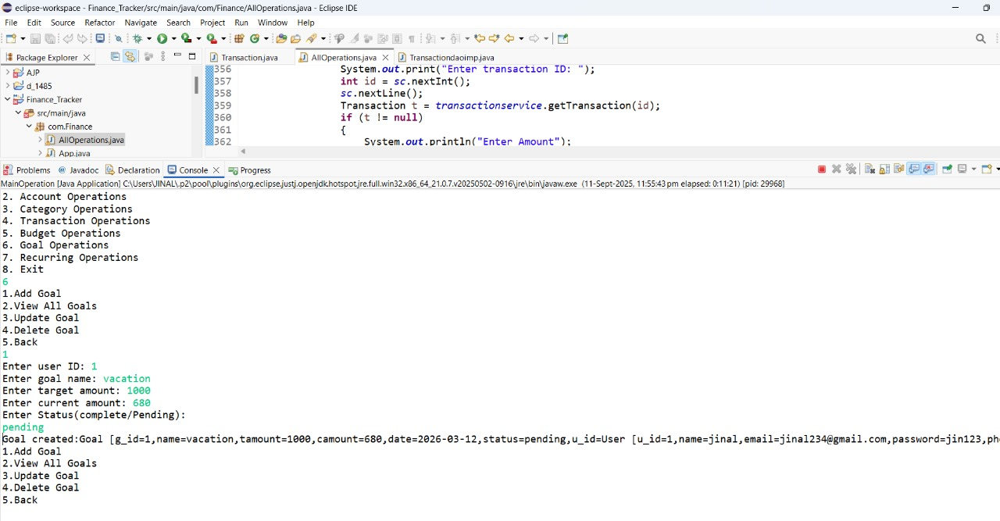 eclipse-workspace - Finance_Tracker/src/main/java/com/Finance/AllOperations.java - Eclipse IDE
File Edit Source Refactor Navigate Search Project Run Window Help
Package Explorer
AJP
d_1485
Finance_Tracker
src/main/java
com.Finance
AllOperations.java
App.java
Transaction.java AllOperations.java Transactiondaoimp.java
356 System.out.print("Enter transaction ID: ");
357 int id = sc.nextInt();
358 sc.nextLine();
359 Transaction t = transactionservice.getTransaction(id);
360 if (t != null)
361 {
362 System.out.println("Enter Amount");
Problems Javadoc Declaration Console Progress
MainOperation [Java Application] C:\Users\JINAL\.p2\pool\plugins\org.eclipse.justj.openjdk.hotspot.jre.full.win32.x86_64_21.0.7.v20250502-0916\jre\bin\javaw.exe (11-Sept-2025, 11:55:43 pm elapsed: 0:11:21) [pid: 29968]
2. Account Operations
3. Category Operations
4. Transaction Operations
5. Budget Operations
6. Goal Operations
7. Recurring Operations
8. Exit
6
1.Add Goal
2.View All Goals
3.Update Goal
4.Delete Goal
5.Back
1
Enter user ID: 1
Enter goal name: vacation
Enter target amount: 1000
Enter current amount: 680
Enter Status(complete/Pending):
pending
Goal created:Goal [g_id=1,name=vacation,tamount=1000,camount=680,date=2026-03-12,status=pending,u_id=User [u_id=1,name=jinal,email=jinal234@gmail.com,password=jin123,pho
1.Add Goal
2.View All Goals
3.Update Goal
4.Delete Goal
5.Back